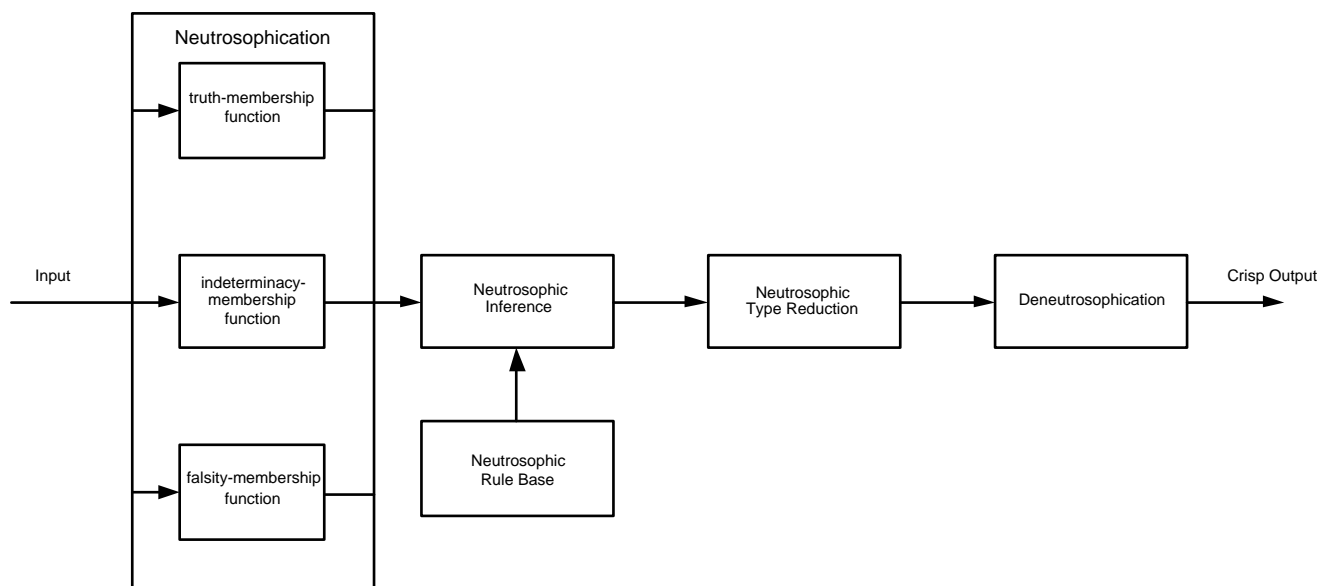 Neutrosophication
truth-membership
function
Input
indeterminacy-
membership
function
Neutrosophic
Inference
Neutrosophic
Type Reduction
Deneutrosophication
Crisp Output
falsity-membership
function
Neutrosophic
Rule Base